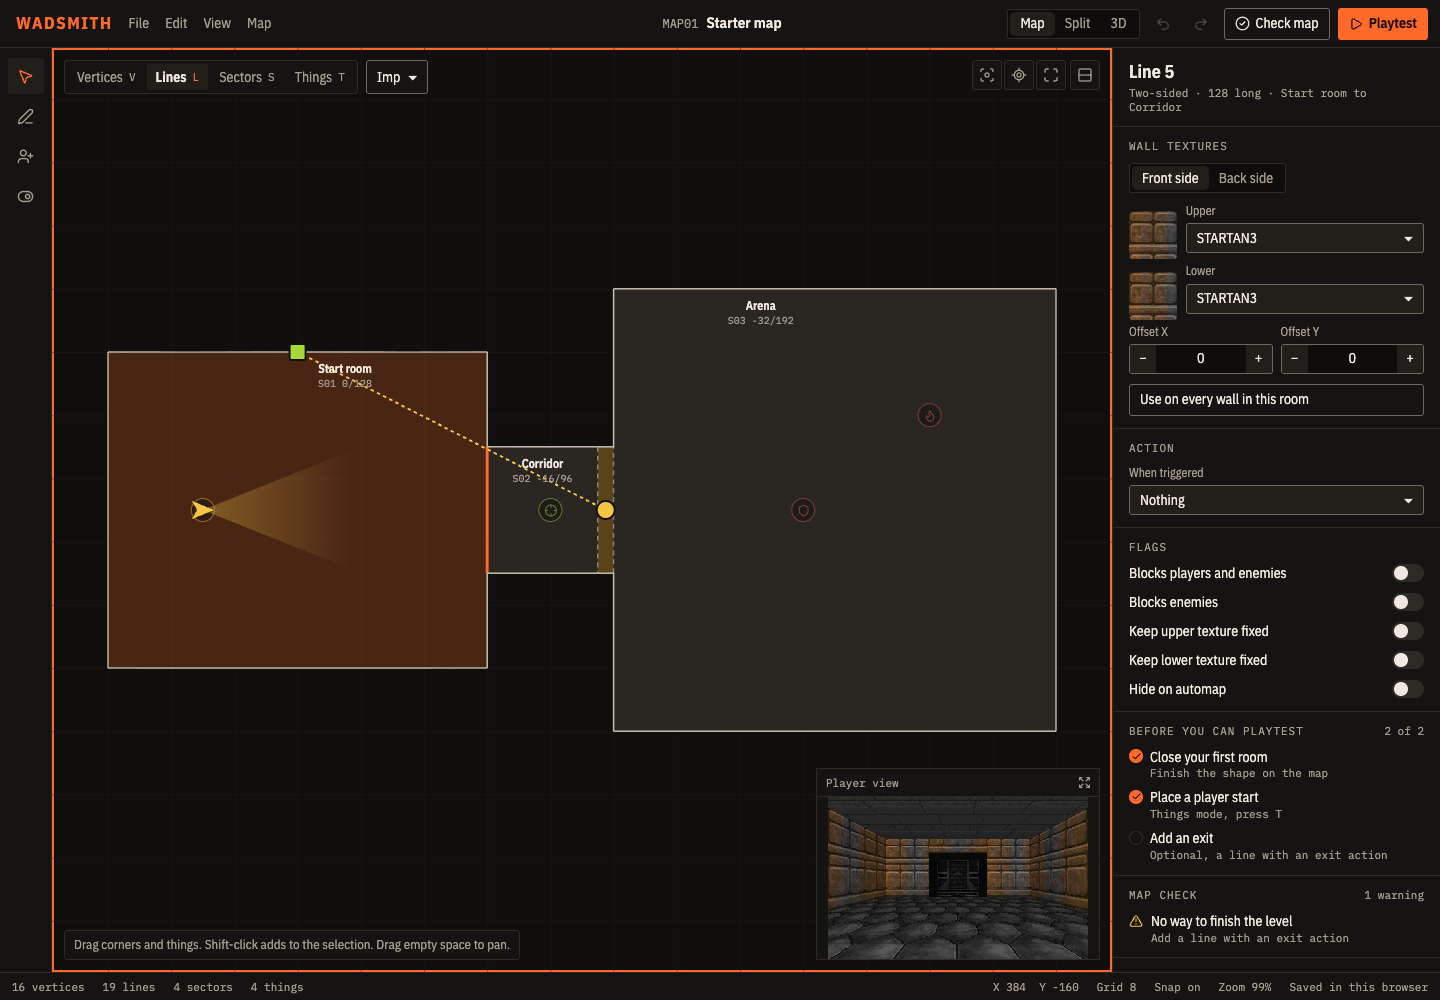 WADSMITH File Edit View Map
MAP01 Starter map
Map Split 3D Check map Playtest
Vertices V Lines L Sectors S Things T Imp
Arena
S03 -32/192
Start room
S01 0/128
Corridor
S02 -16/96
Player view
Drag corners and things. Shift-click adds to the selection. Drag empty space to pan.
Line 5
Two-sided · 128 long · Start room to
Corridor
WALL TEXTURES
Front side Back side
Upper
STARTAN3
Lower
STARTAN3
Offset X Offset Y
− 0 + − 0 +
Use on every wall in this room
ACTION
When triggered
Nothing
FLAGS
Blocks players and enemies
Blocks enemies
Keep upper texture fixed
Keep lower texture fixed
Hide on automap
BEFORE YOU CAN PLAYTEST 2 of 2
Close your first room
Finish the shape on the map
Place a player start
Things mode, press T
Add an exit
Optional, a line with an exit action
MAP CHECK 1 warning
No way to finish the level
Add a line with an exit action
16 vertices 19 lines 4 sectors 4 things X 384 Y -160 Grid 8 Snap on Zoom 99% Saved in this browser